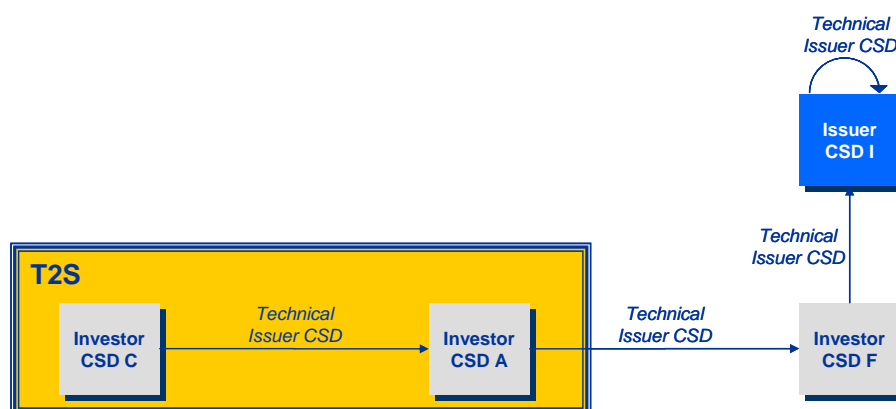 Technical
Issuer CSD
Issuer
CSD I
Technical
Issuer CSD
T2S
Investor
CSD C
Technical
Issuer CSD
Investor
CSD A
Technical
Issuer CSD
Investor
CSD F